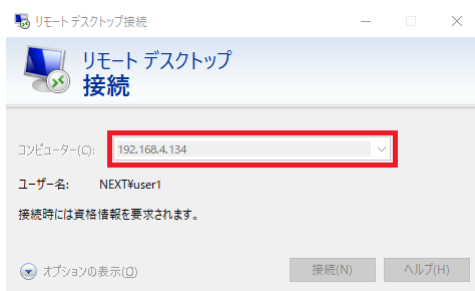 リモート デスクトップ接続
リモート デスクトップ
接続
コンピューター(C): 192.168.4.134
ユーザー名: NEXT¥user1
接続時には資格情報を要求されます。
オプションの表示(O) 接続(N) ヘルプ(H)